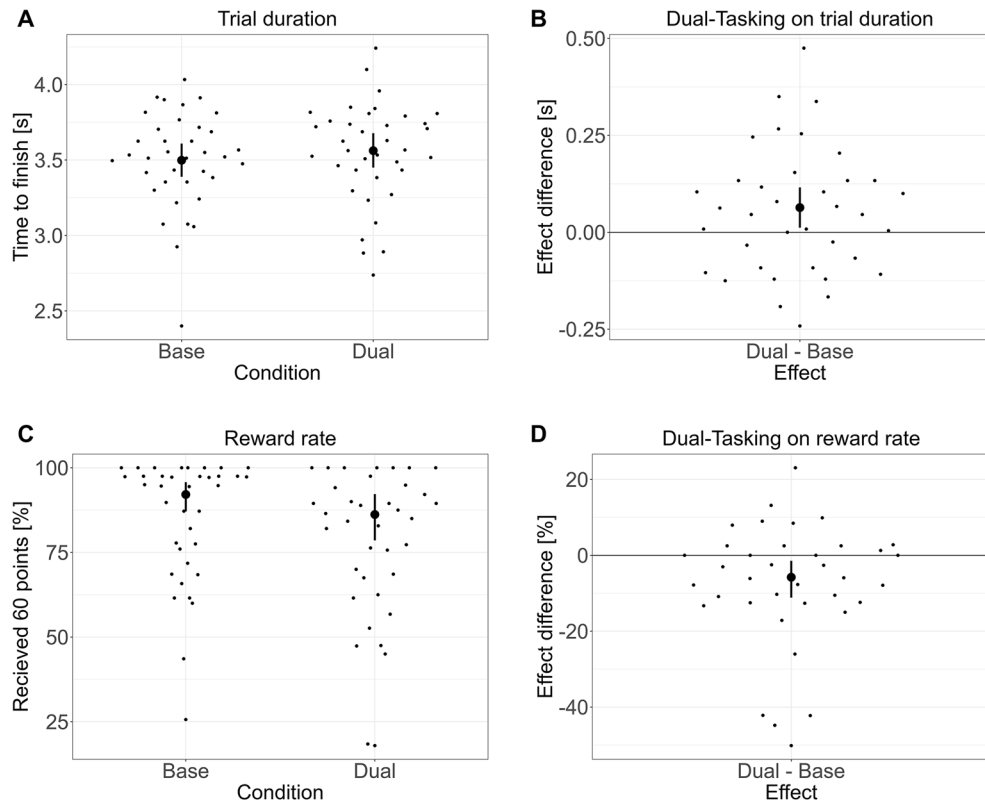 A
Trial duration
Time to finish [s]
4.0
3.5
3.0
2.5
Base
Dual
Condition
B
Dual-Tasking on trial duration
Effect difference [s]
0.50
0.25
0.00
-0.25
Dual - Base
Effect
C
Reward rate
Recieved 60 points [%]
100
75
50
25
Base
Dual
Condition
D
Dual-Tasking on reward rate
Effect difference [%]
20
0
-20
-40
Dual - Base
Effect